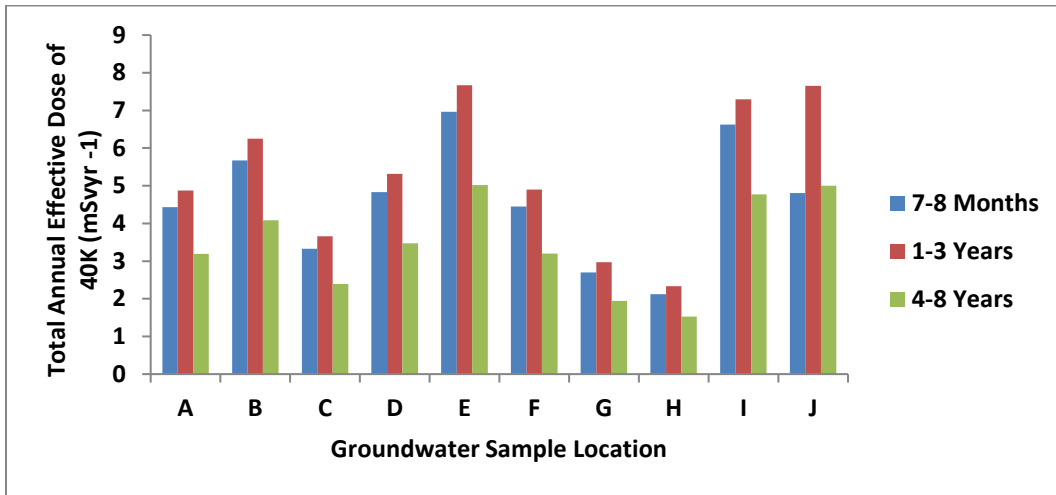 Total Annual Effective Dose of
40K (mSvyr -1)
9
8
7
6
5
4
3
2
1
0
A B C D E F G H I J
Groundwater Sample Location
7-8 Months
1-3 Years
4-8 Years